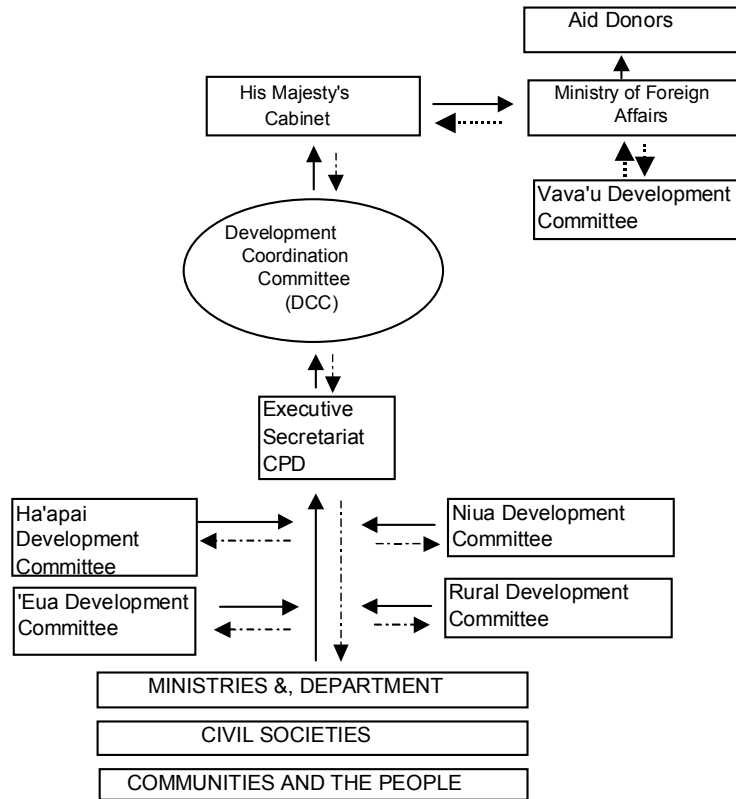 Aid Donors
His Majesty's
Cabinet
Ministry of Foreign
Affairs
Vava'u Development
Committee
Development
Coordination
Committee
(DCC)
Executive
Secretariat
CPD
Ha'apai
Development
Committee
Niua Development
Committee
'Eua Development
Committee
Rural Development
Committee
MINISTRIES &, DEPARTMENT
CIVIL SOCIETIES
COMMUNITIES AND THE PEOPLE